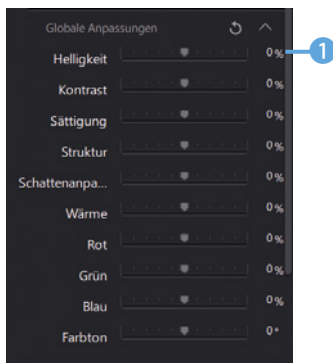 Globale Anpassungen
Helligkeit 0% 1
Kontrast 0%
Sättigung 0%
Struktur 0%
Schattenanpa... 0%
Wärme 0%
Rot 0%
Grün 0%
Blau 0%
Farbton 0°